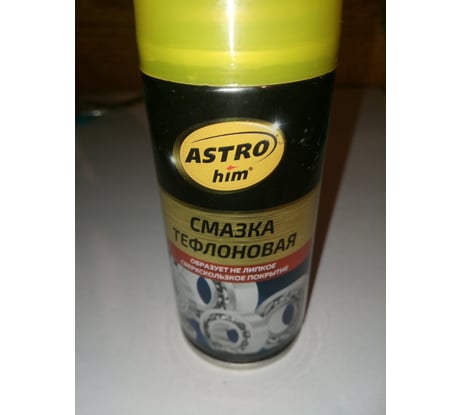 ASTRO
him®
СМАЗКА
ТЕФЛОНОВАЯ
ОБРАЗУЕТ НЕ ЛИПКОЕ
СВЕРХСКОЛЬЗКОЕ ПОКРЫТИЕ